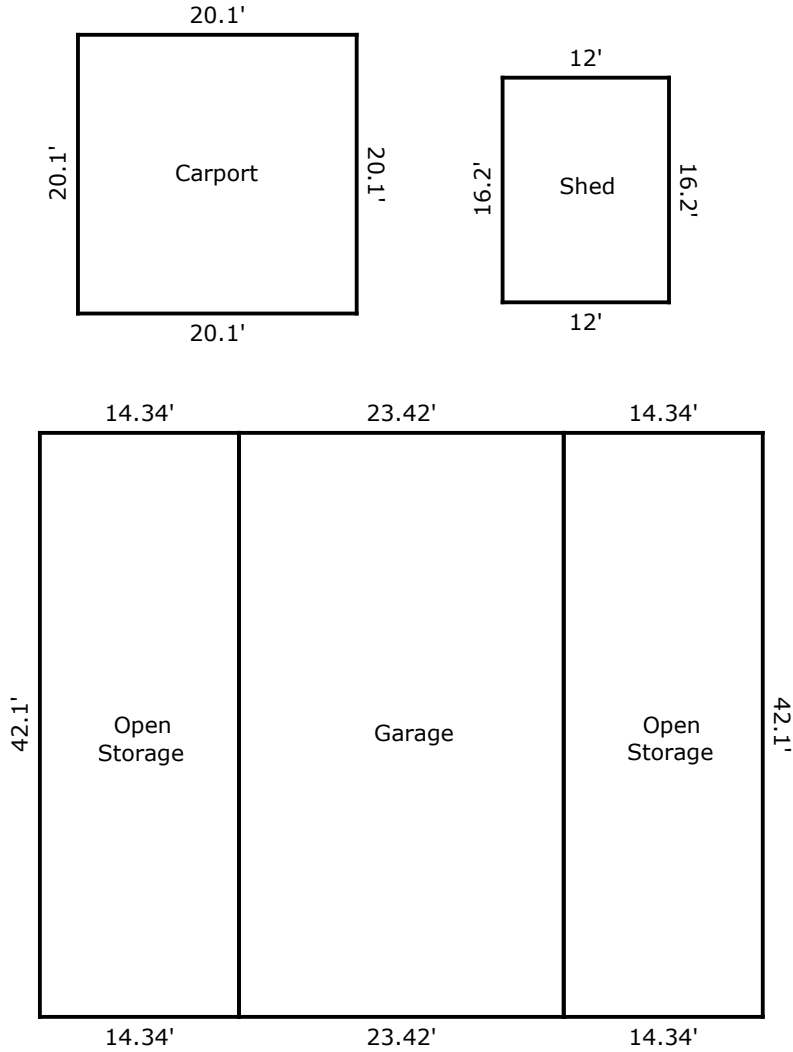 20.1'
12'
20.1'
Carport
20.1'
16.2'
Shed
16.2'
20.1'
12'
14.34'
23.42'
14.34'
42.1'
Open
Storage
Garage
Open
Storage
42.1'
14.34'
23.42'
14.34'